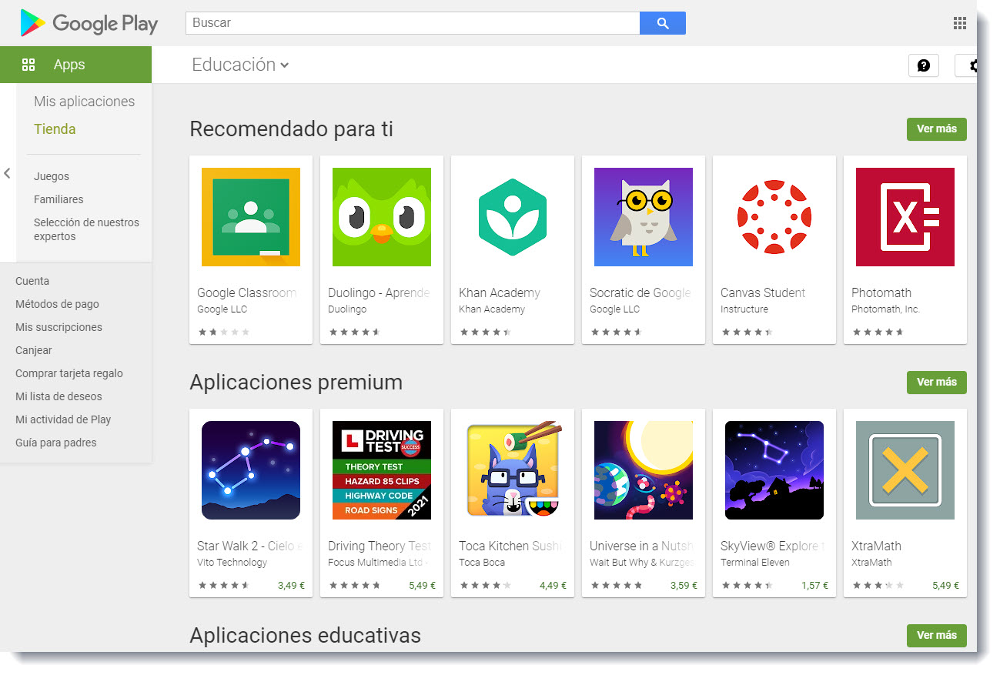 Google Play
Buscar
Apps
Educación
Mis aplicaciones
Tienda
Juegos
Familiares
Selección de nuestros
expertos
Cuenta
Métodos de pago
Mis suscripciones
Canjear
Comprar tarjeta regalo
Mi lista de deseos
Mi actividad de Play
Guía para padres
Recomendado para ti
Ver más
Google Classroom
Google LLC
Duolingo - Aprende
Duolingo
Khan Academy
Khan Academy
Socratic de Google
Google LLC
Canvas Student
Instructure
X
Photomath
Photomath, Inc.
Aplicaciones premium
Ver más
Star Walk 2 - Cielo e
Vito Technology
3,49 €
L
DRIVING
TEST
SUCCESS
THEORY TEST
HAZARD 85 CLIPS
HIGHWAY CODE
ROAD SIGNS
2021
Driving Theory Test
Focus Multimedia Ltd -
5,49 €
Toca Kitchen Sushi
Toca Boca
4,49 €
Universe in a Nutsh
Wait But Why & Kurzges
3,59 €
SkyView® Explore t
Terminal Eleven
1,57 €
XtraMath
XtraMath
5,49 €
Aplicaciones educativas
Ver más